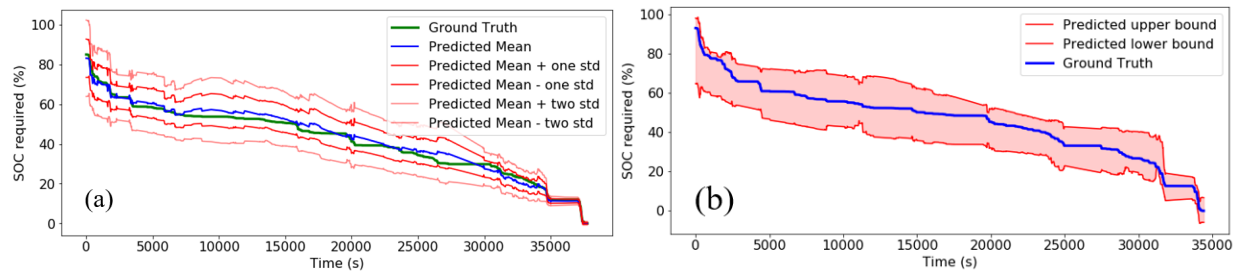 100
80
60
40
20
0
SOC required (%)
Ground Truth
Predicted Mean
Predicted Mean + one std
Predicted Mean - one std
Predicted Mean + two std
Predicted Mean - two std
(a)
0 5000 10000 15000 20000 25000 30000 35000
Time (s)
100
80
60
40
20
0
SOC required (%)
Predicted upper bound
Predicted lower bound
Ground Truth
(b)
0 5000 10000 15000 20000 25000 30000 35000
Time (s)